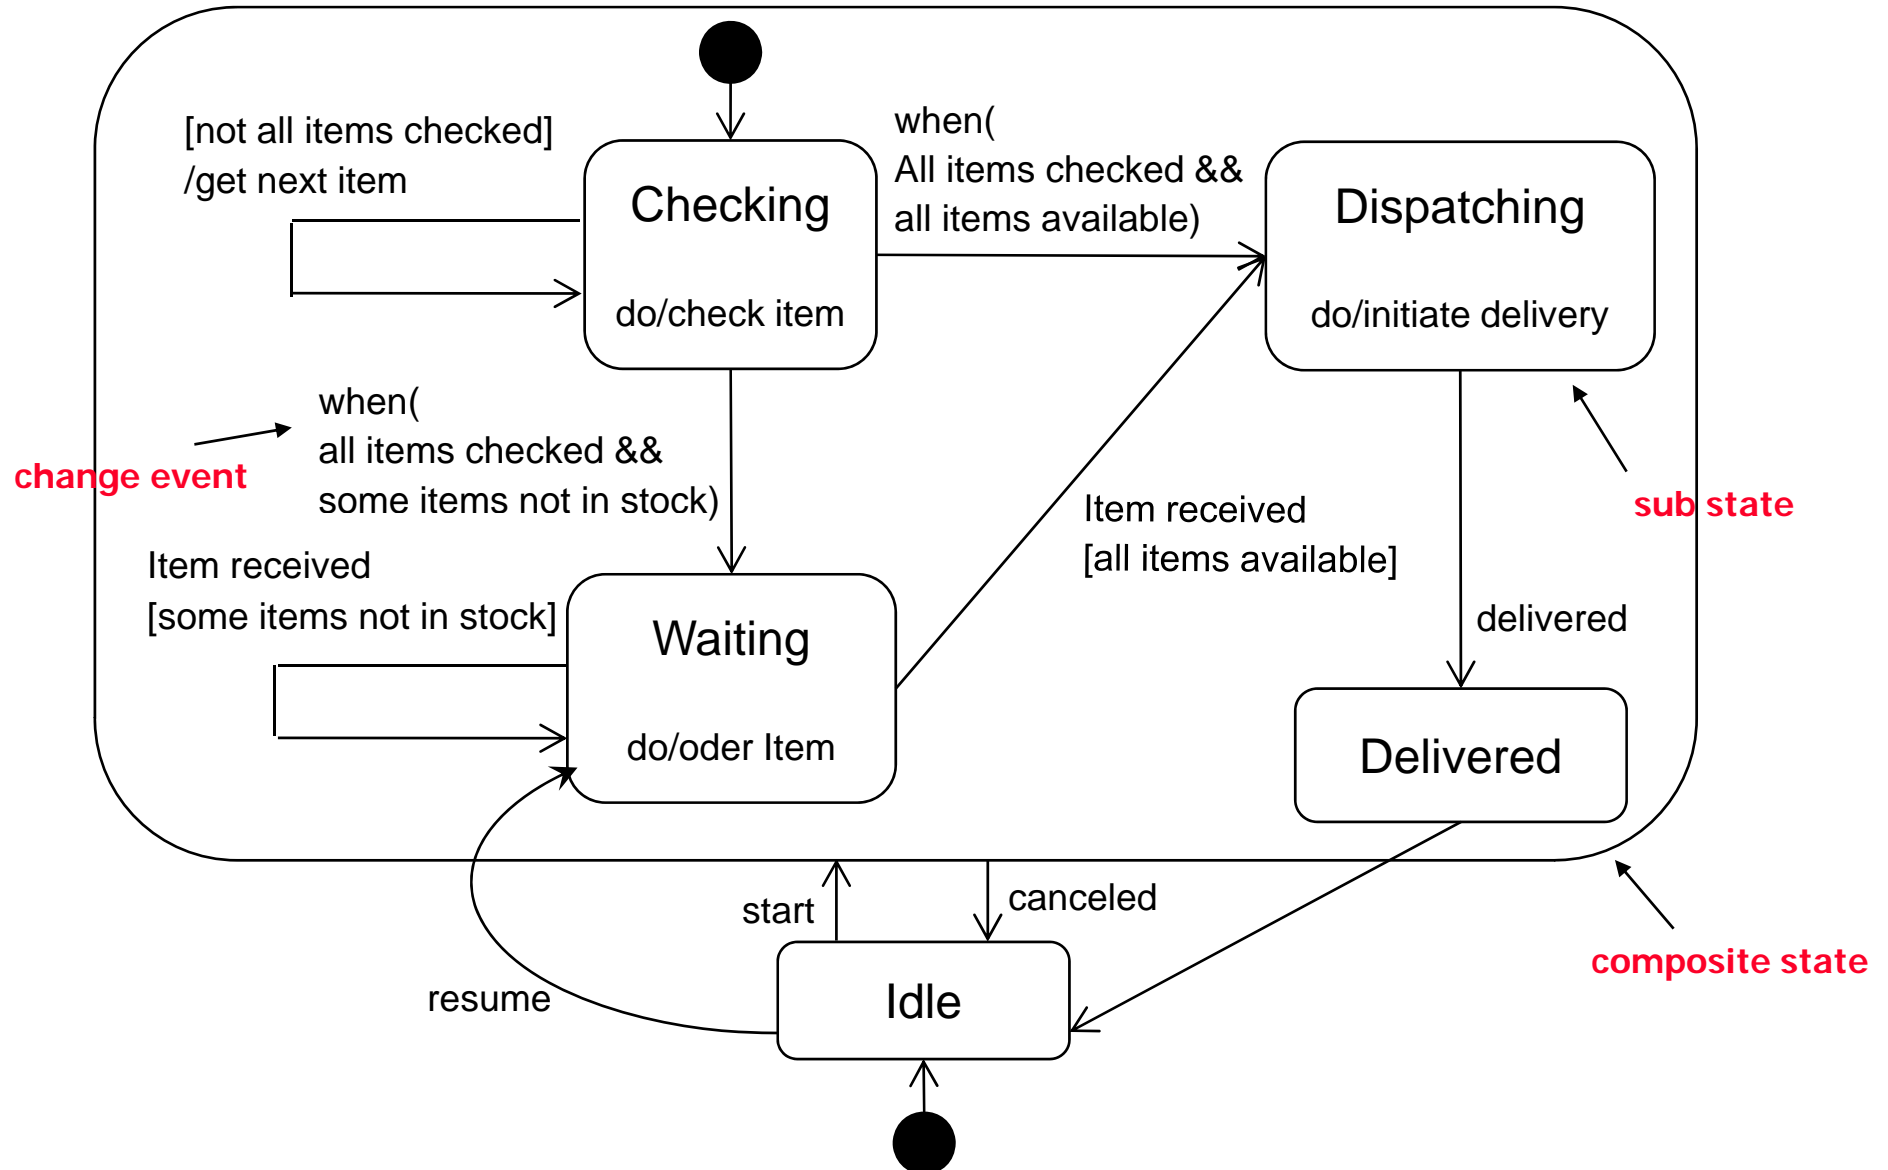 [not all items checked]
/get next item
Checking
do/check item
when(
All items checked &&
all items available)
Dispatching
do/initiate delivery
change event
when(
all items checked &&
some items not in stock)
sub state
Item received
[all items available]
Item received
[some items not in stock]
Waiting
do/oder Item
delivered
Delivered
start
canceled
composite state
resume
Idle